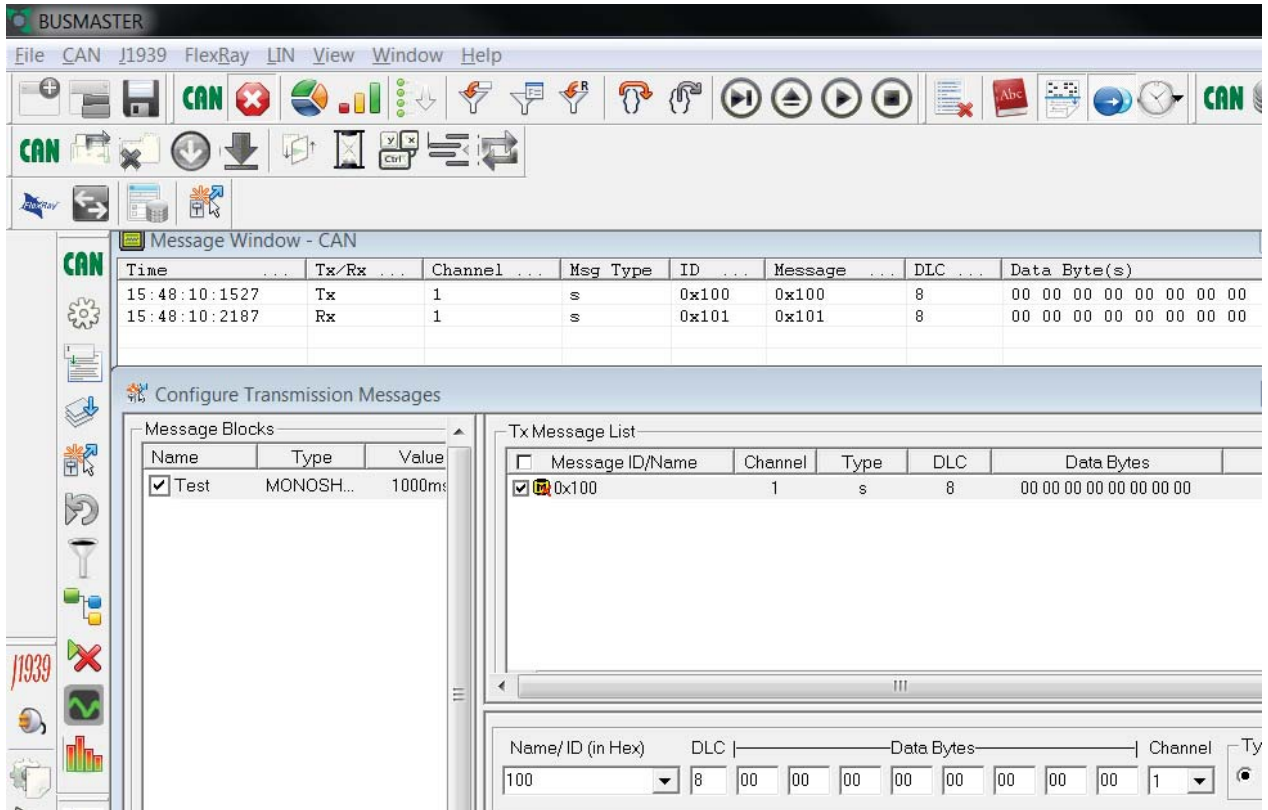 BUSMASTER
File CAN J1939 FlexRay LIN View Window Help
CAN
R
Abc
CAN
CAN
y x
Ctrl
FlexRay
CAN
Message Window - CAN
Time ... Tx/Rx ... Channel ... Msg Type ID ... Message ... DLC ... Data Byte(s)
15:48:10:1527 Tx 1 s 0x100 0x100 8 00 00 00 00 00 00 00 00
15:48:10:2187 Rx 1 s 0x101 0x101 8 00 00 00 00 00 00 00 00
Configure Transmission Messages
Message Blocks
Name Type Value
Test MONOSH... 1000ms
Tx Message List
Message ID/Name Channel Type DLC Data Bytes
0x100 1 s 8 00 00 00 00 00 00 00 00
J1939
Name/ ID (in Hex) DLC Data Bytes Channel Ty
100 8 00 00 00 00 00 00 00 00 1